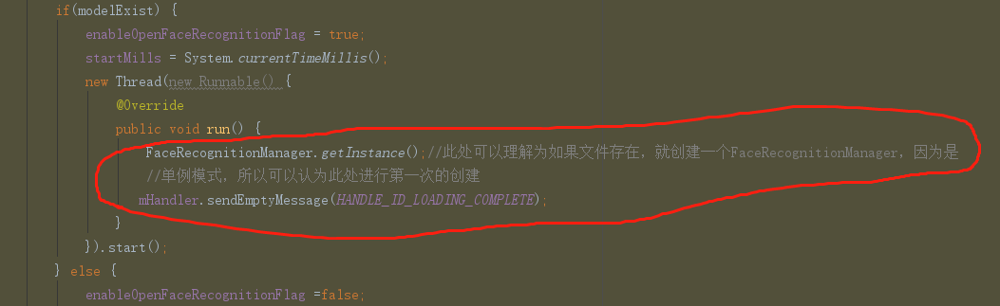 if(modelExist) {
enableOpenFaceRecognitionFlag = true;
startMills = System.currentTimeMillis();
new Thread(new Runnable() {
@Override
public void run() {
FaceRecognitionManager.getInstance();//此处可以理解为如果文件存在，就创建一个FaceRecognitionManager，因为是
//单例模式，所以可以认为此处进行第一次的创建
mHandler.sendEmptyMessage(HANDLE_ID_LOADING_COMPLETE);
}
}).start();
} else {
enableOpenFaceRecognitionFlag =false;